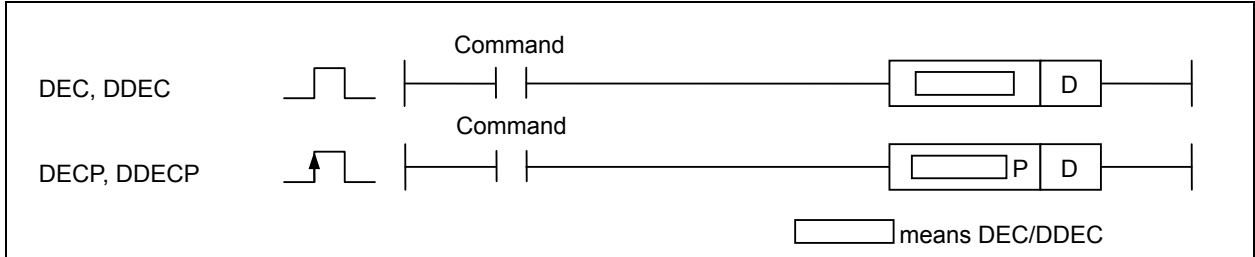 Command
DEC, DDEC D
Command
DECP, DDECP P D
means DEC/DDEC